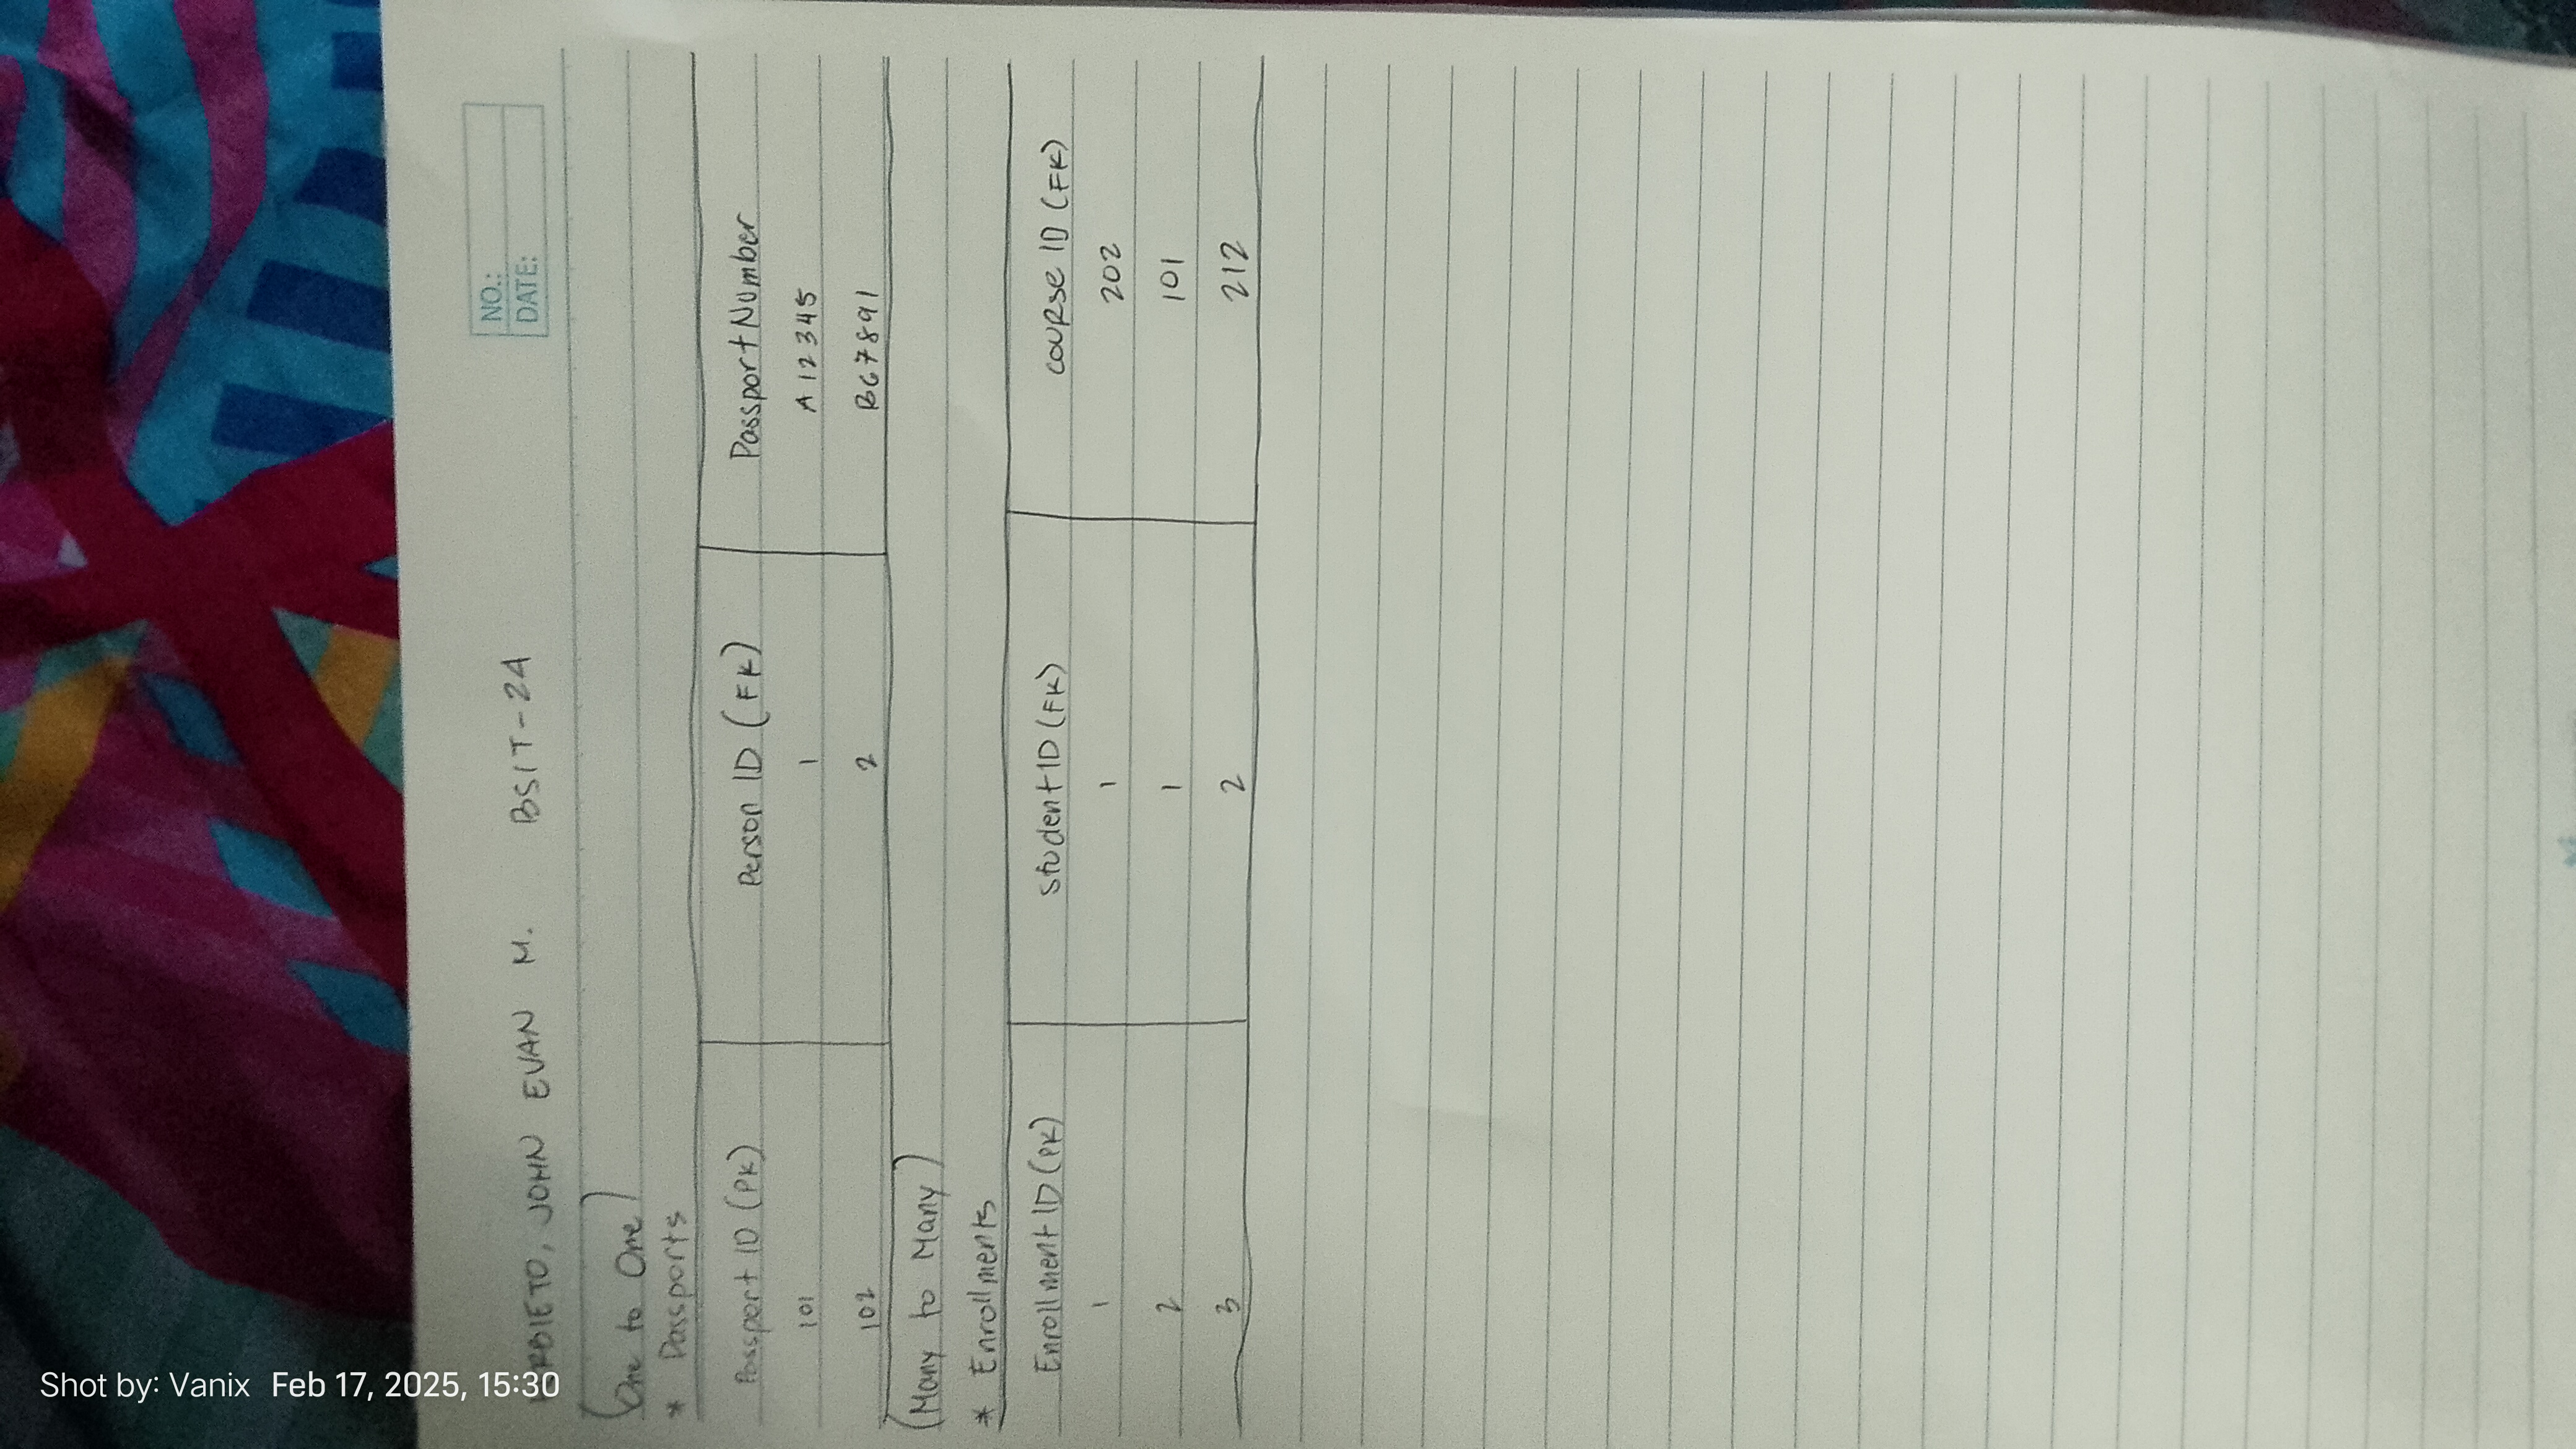 NO.:
DATE:
JOHN EVAN M. BSIT-24
(One to One)
* Passports
Passport ID (PK) Person ID (FK) Passport Number
101 1 A12345
102 2 B67891
(Many to Many)
* Enrollments
Enrollment ID (PK) Student ID (FK) Course ID (FK)
1 1 202
2 1 101
3 2 212
Shot by: Vanix Feb 17, 2025, 15:30